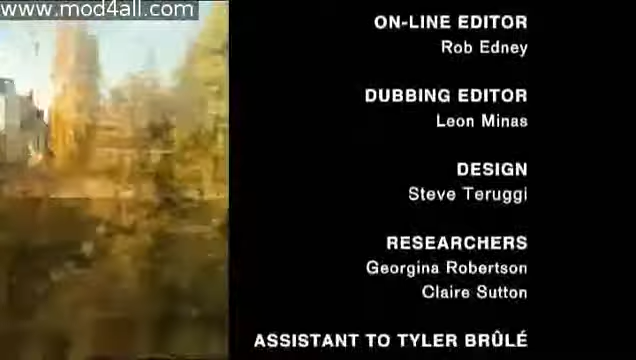 www.mod4all.com
ON-LINE EDITOR
Rob Edney
DUBBING EDITOR
Leon Minas
DESIGN
Steve Teruggi
RESEARCHERS
Georgina Robertson
Claire Sutton
ASSISTANT TO TYLER BRÛLÉ